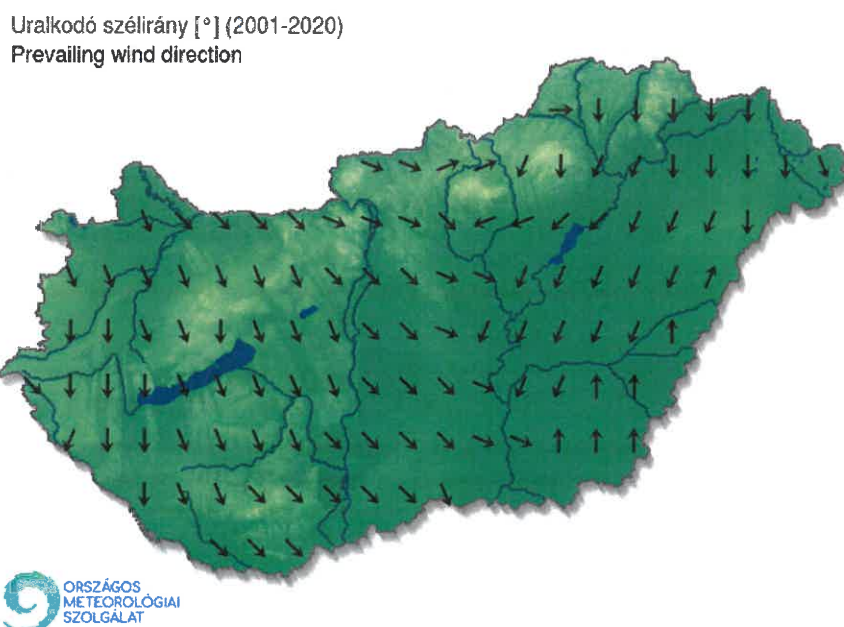 Uralkodó szélirány [°] (2001-2020)
Prevailing wind direction
ORSZÁGOS
METEOROLÓGIAI
SZOLGÁLAT